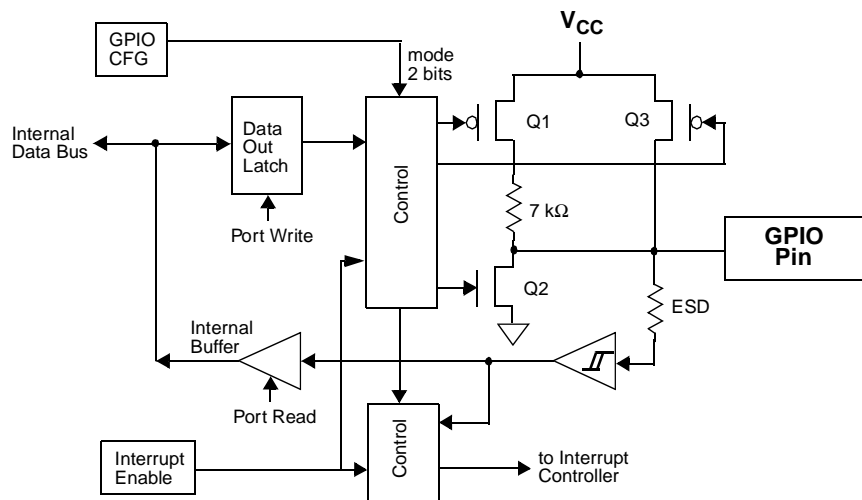 GPIO
CFG
mode
2 bits
VCC
Internal
Data Bus
Data
Out
Latch
Control
Q1
Q3
7 kΩ
Port Write
GPIO
Pin
Q2
ESD
Internal
Buffer
Port Read
Interrupt
Enable
Control
to Interrupt
Controller